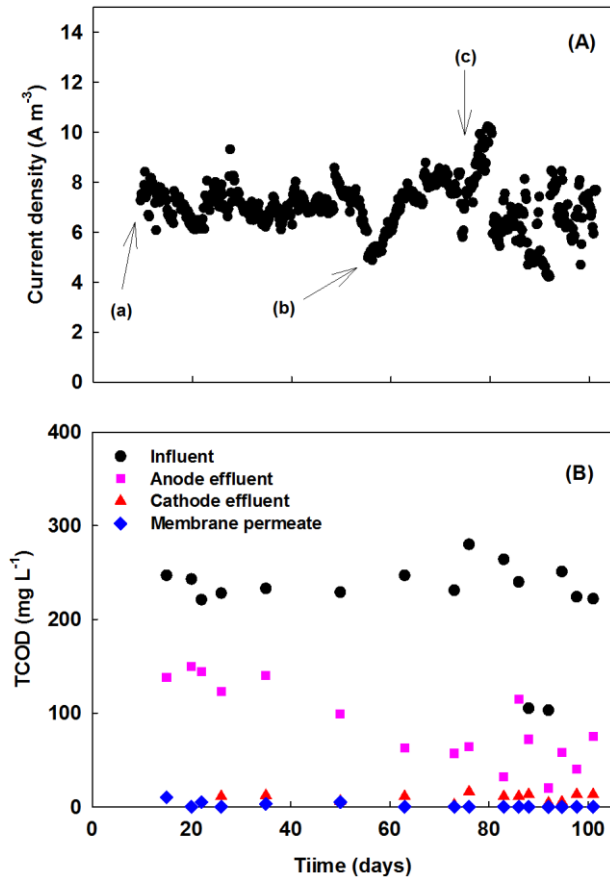 14
(A)
12
(c)
10
8
6
4
(a)
(b)
2
0
Current density (A m⁻³)
400
Influent
(B)
Anode effluent
Cathode effluent
Membrane permeate
300
200
100
0
TCOD (mg L⁻¹)
0 20 40 60 80 100
Tiime (days)